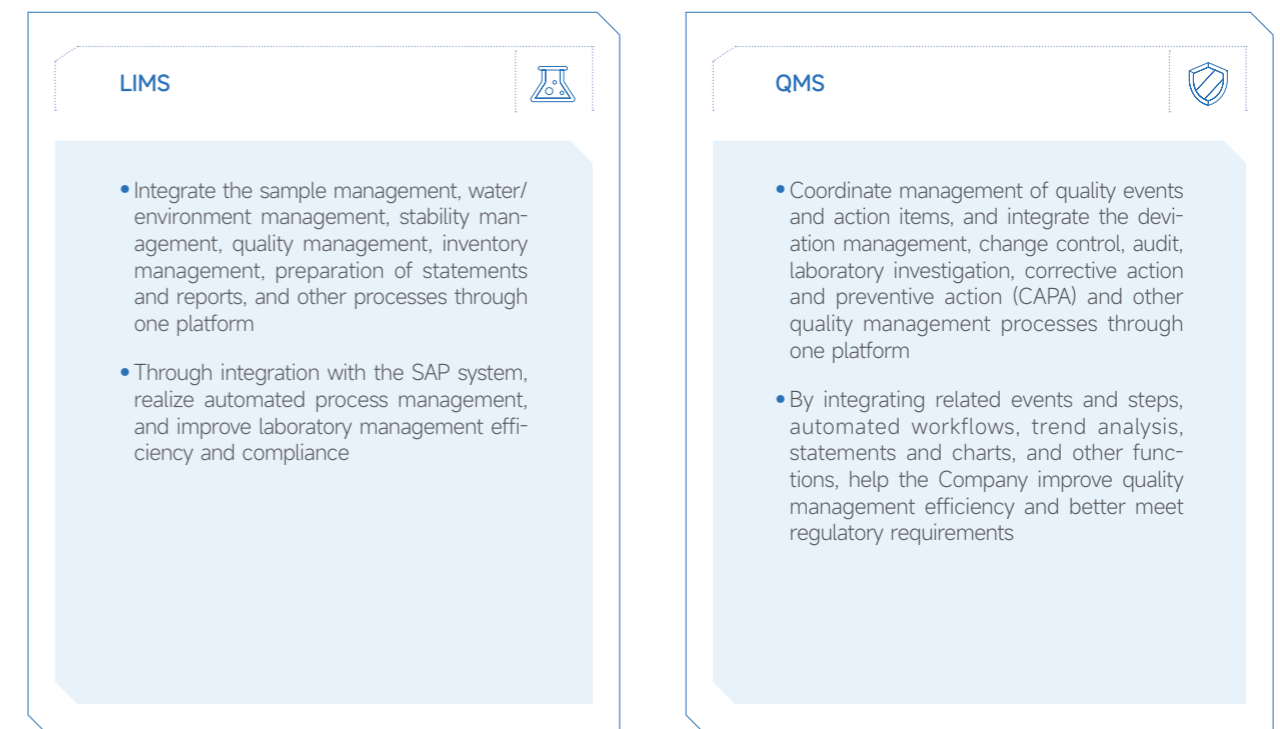 LIMS
• Integrate the sample management, water/
environment management, stability man-
agement, quality management, inventory
management, preparation of statements
and reports, and other processes through
one platform
• Through integration with the SAP system,
realize automated process management,
and improve laboratory management effi-
ciency and compliance
QMS
• Coordinate management of quality events
and action items, and integrate the devi-
ation management, change control, audit,
laboratory investigation, corrective action
and preventive action (CAPA) and other
quality management processes through
one platform
• By integrating related events and steps,
automated workflows, trend analysis,
statements and charts, and other func-
tions, help the Company improve quality
management efficiency and better meet
regulatory requirements